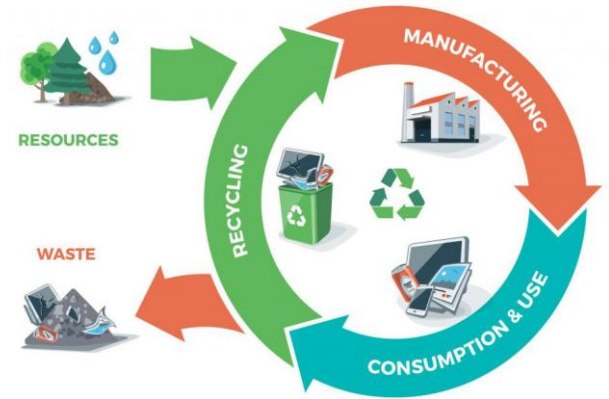 RESOURCES
MANUFACTURING
RECYCLING
WASTE
CONSUMPTION & USE